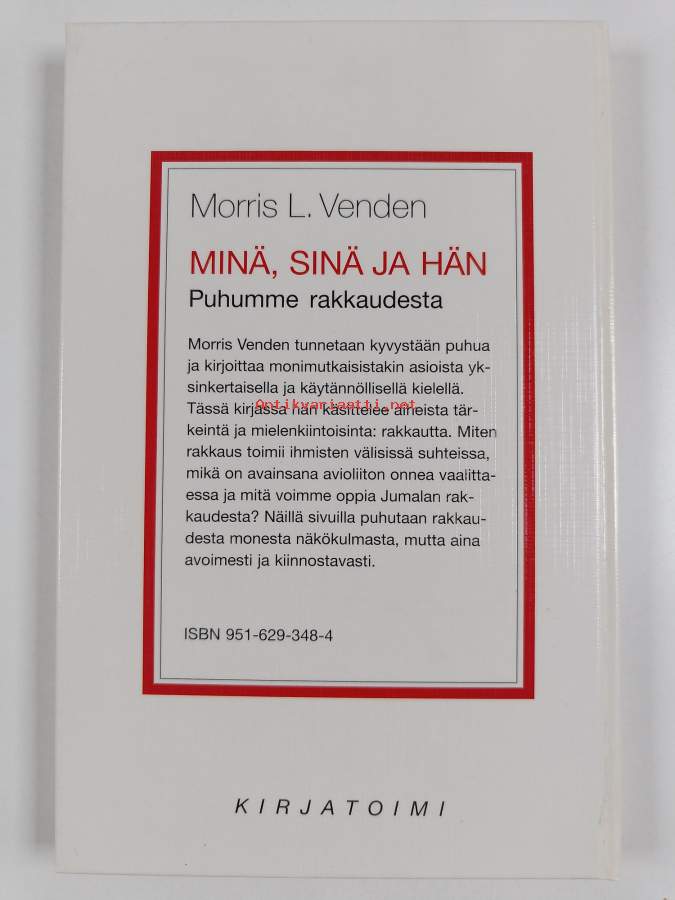 Morris L. Venden
MINÄ, SINÄ JA HÄN
Puhumme rakkaudesta
Morris Venden tunnetaan kyvystään puhua
ja kirjoittaa monimutkaisistakin asioista yk-
sinkertaisella ja käytännöllisellä kielellä.
Antikvariaatti.net
Tässä kirjassa hän käsittelee aiheista tär-
keintä ja mielenkiintoisinta: rakkautta. Miten
rakkaus toimii ihmisten välisissä suhteissa,
mikä on avainsana avioliiton onnea vaalitta-
essa ja mitä voimme oppia Jumalan rak-
kaudesta? Näillä sivuilla puhutaan rakkau-
desta monesta näkökulmasta, mutta aina
avoimesti ja kiinnostavasti.
ISBN 951-629-348-4
KIRJATOIMI